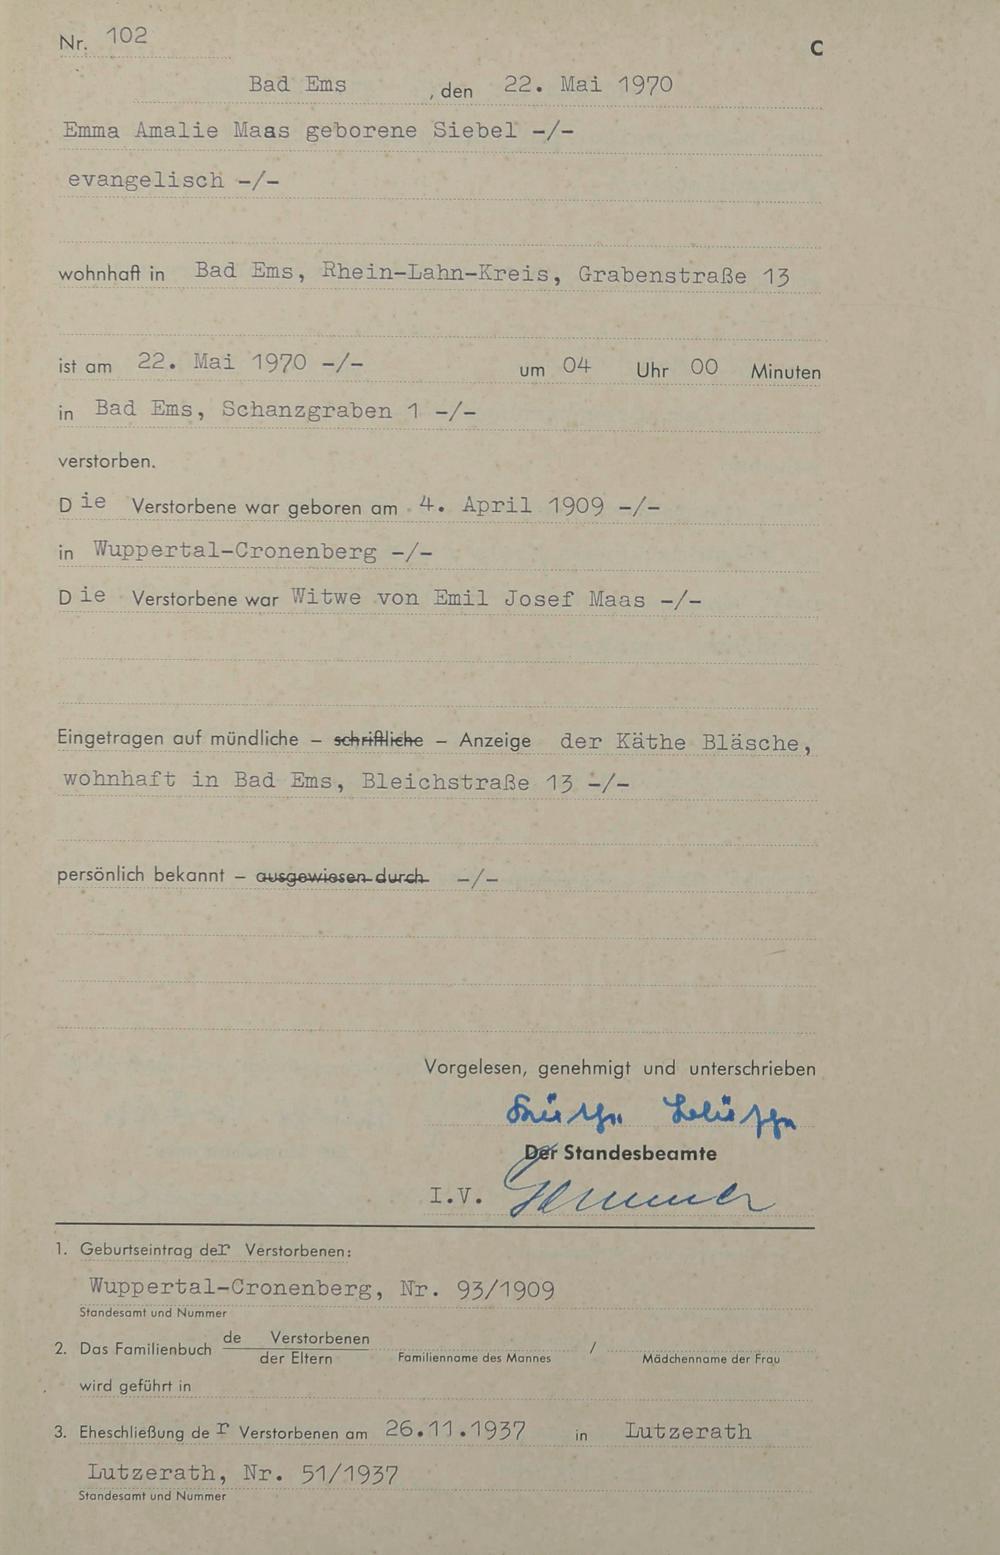 Nr. 102
C
Bad Ems , den 22. Mai 1970
Emma Amalie Maas geborene Siebel -/-
evangelisch -/-
wohnhaft in Bad Ems, Rhein-Lahn-Kreis, Grabenstraße 13
ist am 22. Mai 1970 -/- um 04 Uhr 00 Minuten
in Bad Ems, Schanzgraben 1 -/-
verstorben.
D ie Verstorbene war geboren am 4. April 1909 -/-
in Wuppertal-Cronenberg -/-
D ie Verstorbene war Witwe von Emil Josef Maas -/-
Eingetragen auf mündliche – schriftliche – Anzeige der Käthe Bläsche,
wohnhaft in Bad Ems, Bleichstraße 13 -/-
persönlich bekannt – ausgewiesen durch -/-
Vorgelesen, genehmigt und unterschrieben
Der Standesbeamte
I.V.
1. Geburtseintrag der Verstorbenen:
Wuppertal-Cronenberg, Nr. 93/1909
Standesamt und Nummer
2. Das Familienbuch de Verstorbenen
der Eltern Familienname des Mannes / Mädchenname der Frau
wird geführt in
3. Eheschließung de r Verstorbenen am 26.11.1937 in Lutzerath
Lutzerath, Nr. 51/1937
Standesamt und Nummer